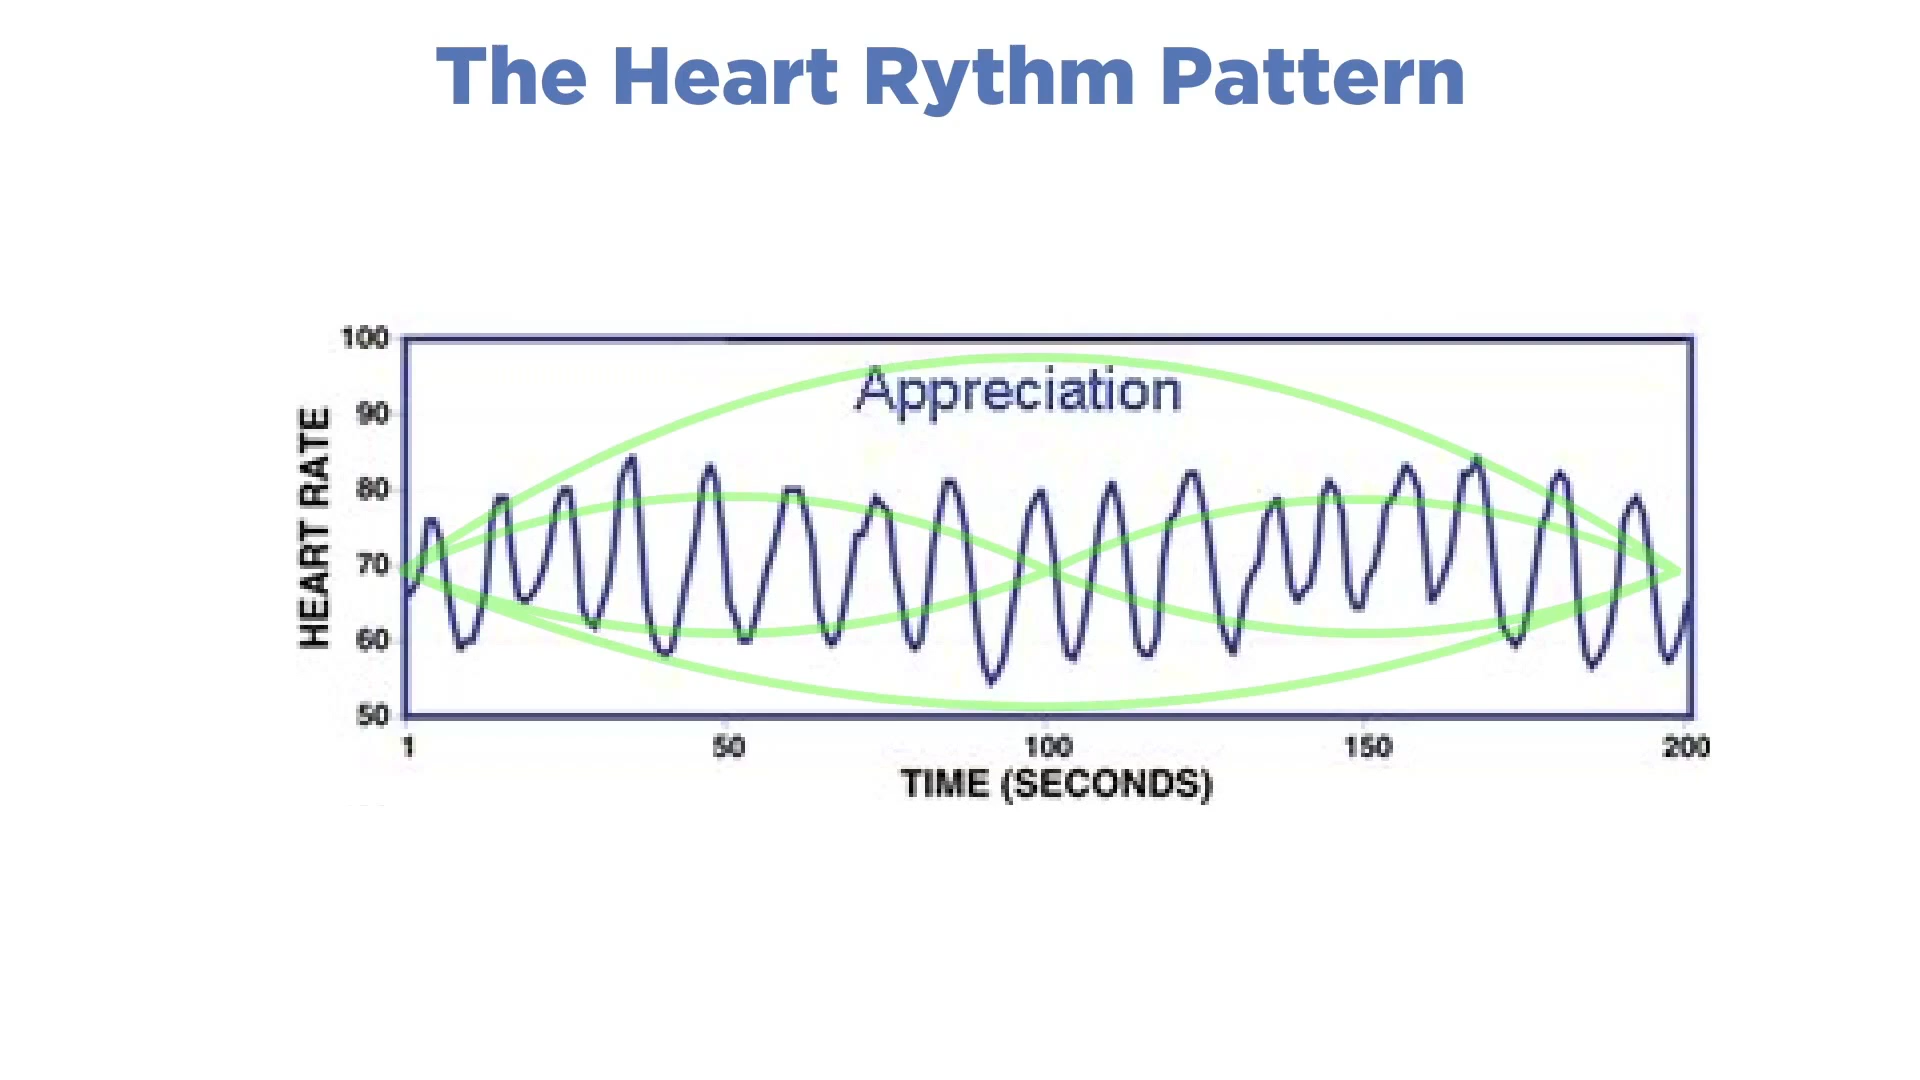 The Heart Rythm Pattern
Appreciation
HEART RATE
100
90
80
70
60
50
1 50 100 150 200
TIME (SECONDS)